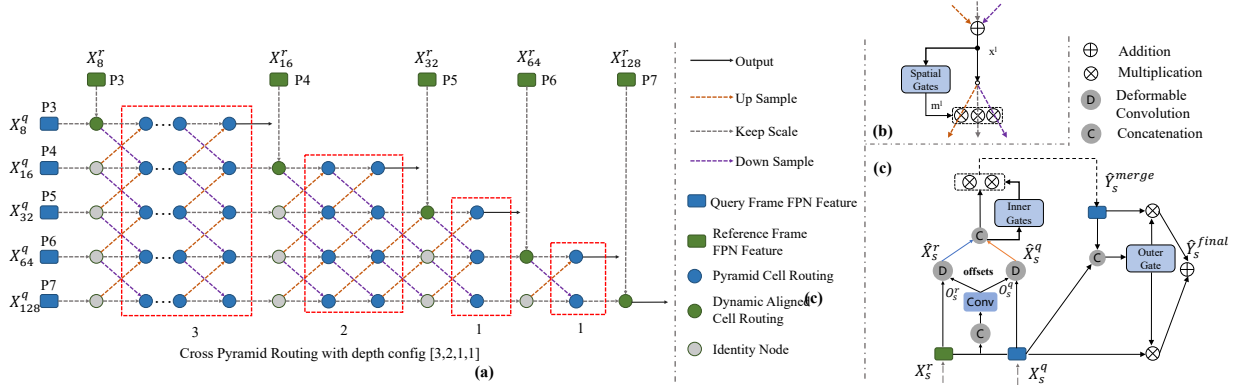 X_8^r
P3
X_16^r
P4
X_32^r
P5
X_64^r
P6
X_128^r
P7
P3
X_8^q
P4
X_16^q
P5
X_32^q
P6
X_64^q
P7
X_128^q
3
2
1
1
Cross Pyramid Routing with depth config [3,2,1,1]
(a)
Output
Up Sample
Keep Scale
Down Sample
Query Frame FPN Feature
Reference Frame
FPN Feature
Pyramid Cell Routing
(c)
Dynamic Aligned
Cell Routing
Identity Node
x^l
Spatial
Gates
m^l
(b)
Addition
Multiplication
D
Deformable
Convolution
C
Concatenation
(c)
Ŷ_s^merge
Inner
Gates
C
X̂_s^r
X̂_s^q
D
offsets
D
O_s^r
O_s^q
Conv
C
X_s^r
X_s^q
C
Outer
Gate
Ŷ_s^final